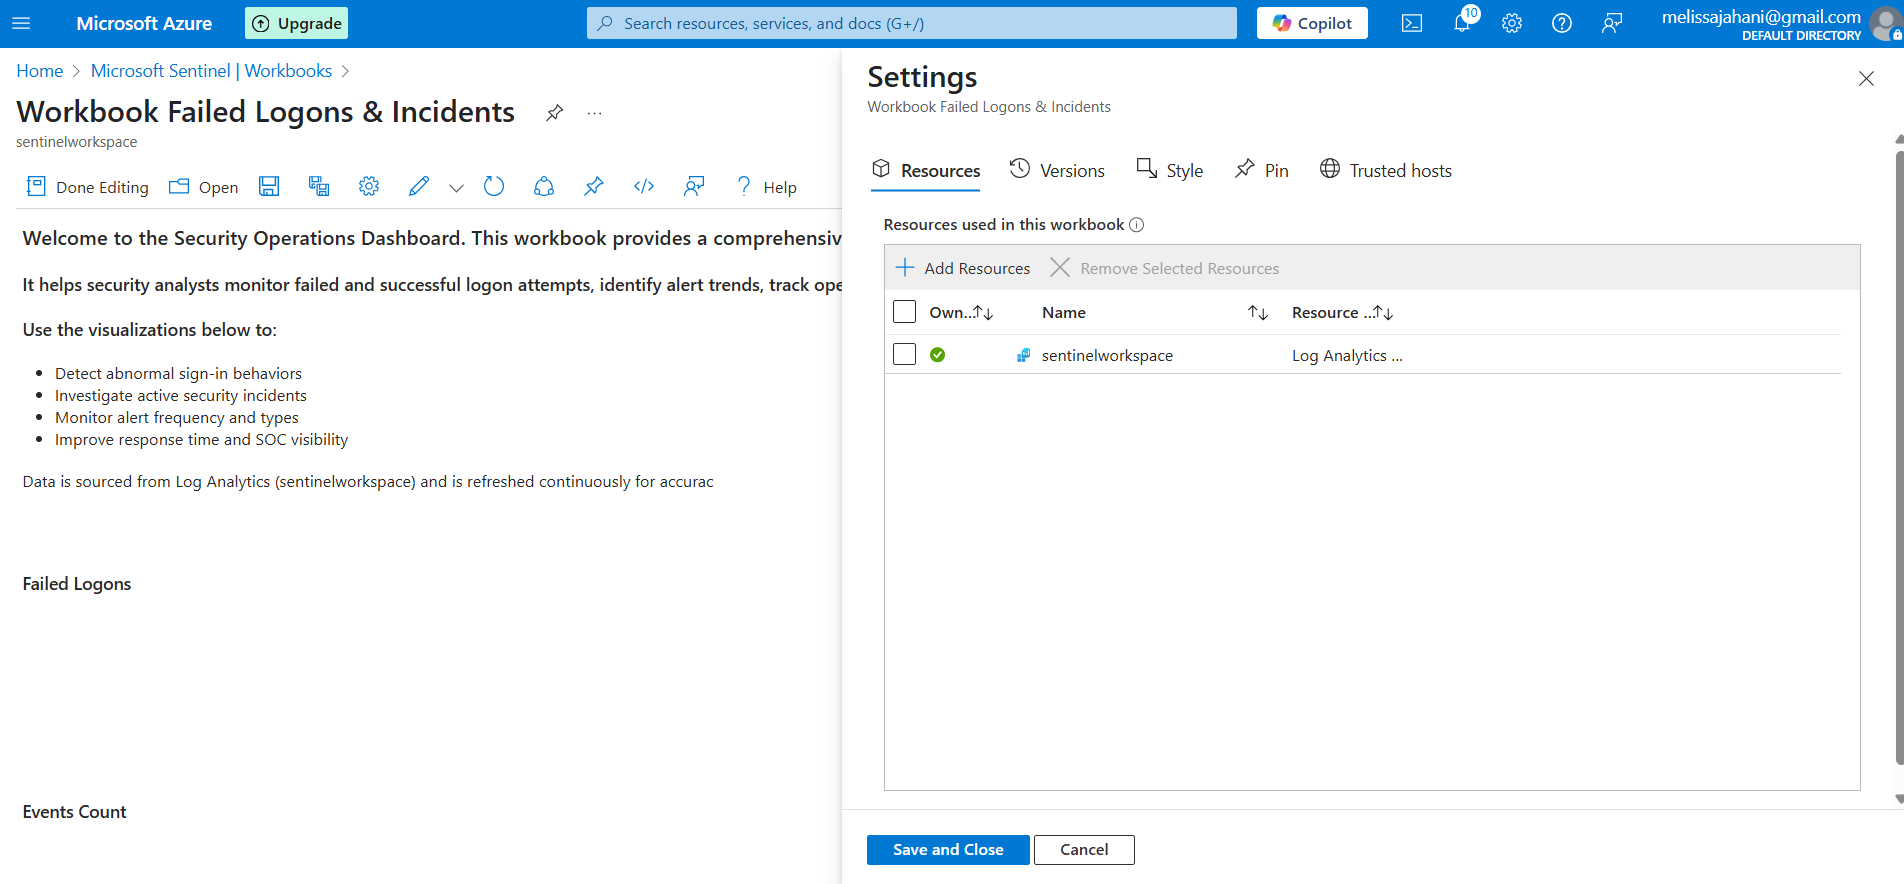 Microsoft Azure
Upgrade
Search resources, services, and docs (G+/)
Copilot
10
melissajahani@gmail.com
DEFAULT DIRECTORY
Home
Microsoft Sentinel | Workbooks
Workbook Failed Logons & Incidents
...
sentinelworkspace
Done Editing
Open
Help
Welcome to the Security Operations Dashboard. This workbook provides a comprehensiv
It helps security analysts monitor failed and successful logon attempts, identify alert trends, track ope
Use the visualizations below to:
Detect abnormal sign-in behaviors
Investigate active security incidents
Monitor alert frequency and types
Improve response time and SOC visibility
Data is sourced from Log Analytics (sentinelworkspace) and is refreshed continuously for accurac
Failed Logons
Events Count
Settings
Workbook Failed Logons & Incidents
Resources
Versions
Style
Pin
Trusted hosts
Resources used in this workbook
Add Resources
Remove Selected Resources
Own...
Name
Resource ...
sentinelworkspace
Log Analytics ...
Save and Close
Cancel